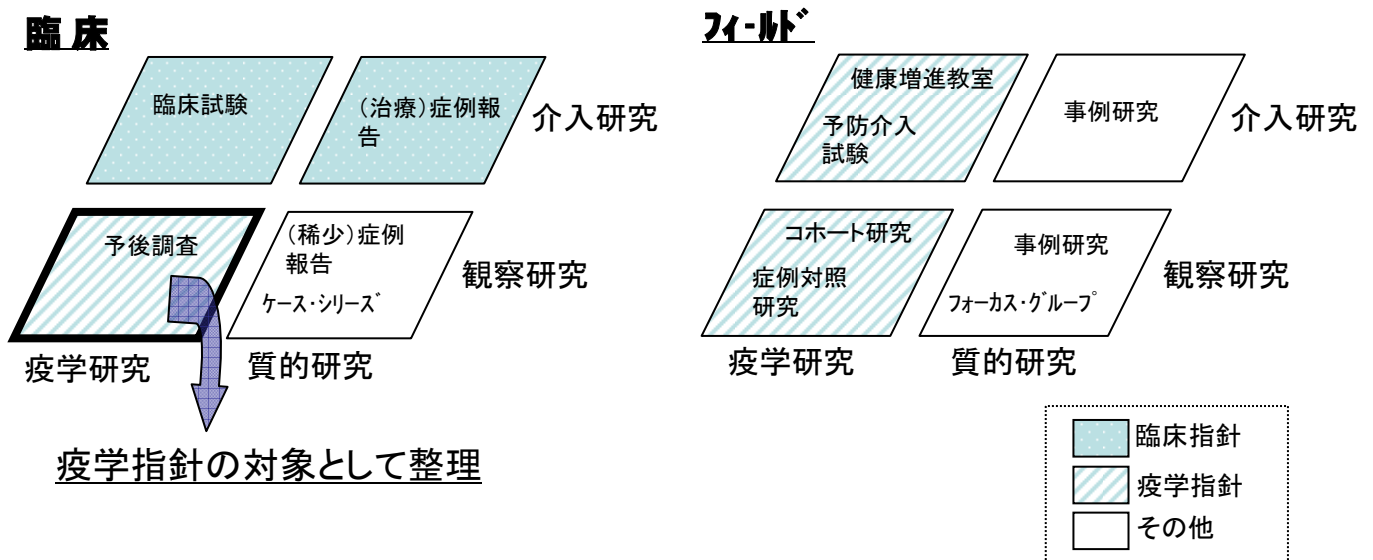 臨床
臨床試験
(治療)症例報
告
介入研究
予後調査
(稀少)症例
報告
ケース・シリーズ
観察研究
疫学研究
質的研究
疫学指針の対象として整理
フィールド
健康増進教室
予防介入
試験
事例研究
介入研究
コホート研究
症例対照
研究
事例研究
フォーカス・グループ
観察研究
疫学研究
質的研究
臨床指針
疫学指針
その他